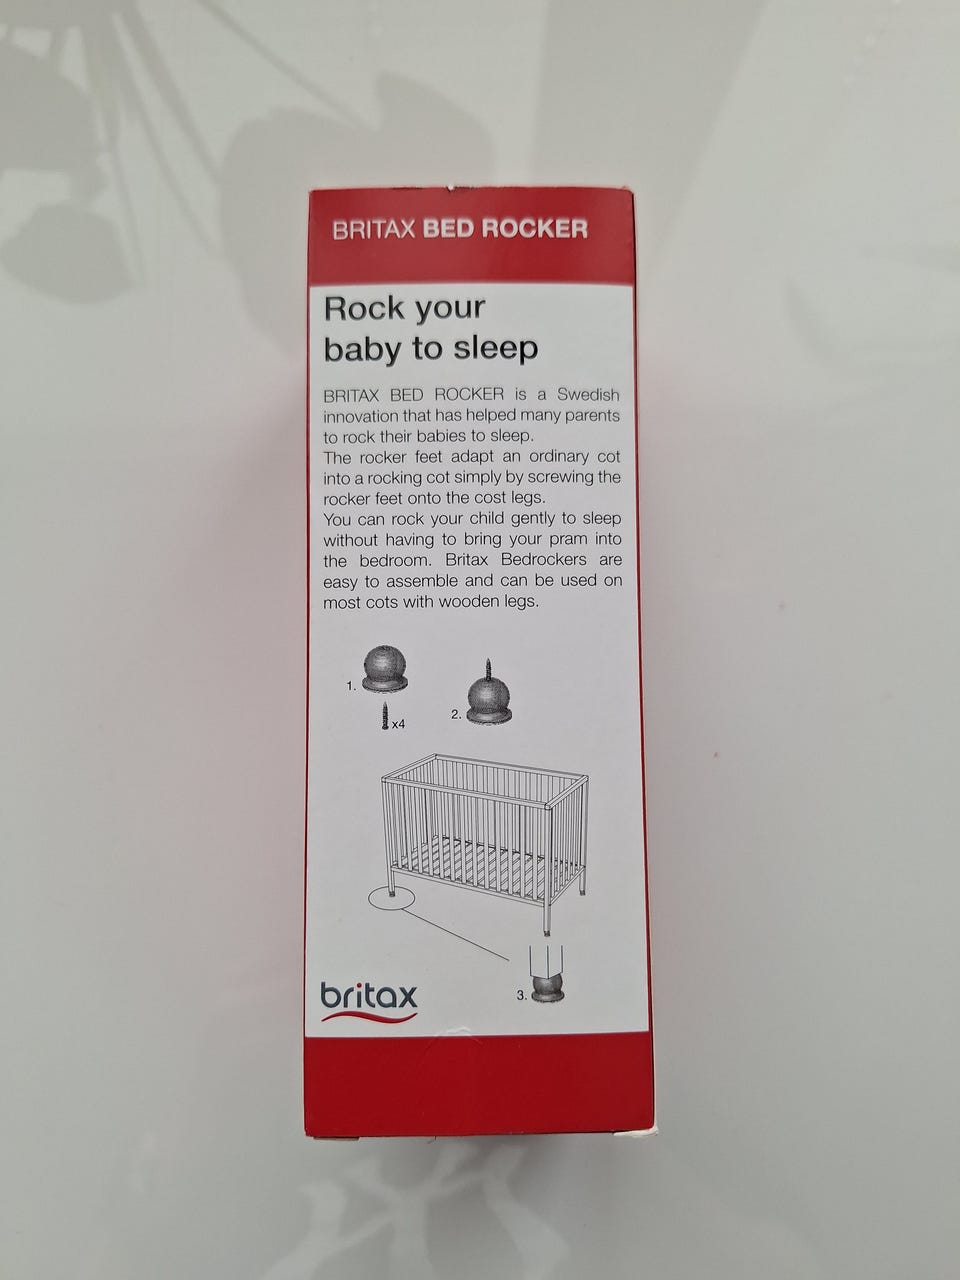 BRITAX BED ROCKER
Rock your
baby to sleep
BRITAX BED ROCKER is a Swedish
innovation that has helped many parents
to rock their babies to sleep.
The rocker feet adapt an ordinary cot
into a rocking cot simply by screwing the
rocker feet onto the cost legs.
You can rock your child gently to sleep
without having to bring your pram into
the bedroom. Britax Bedrockers are
easy to assemble and can be used on
most cots with wooden legs.
1.
x4
2.
3.
britax